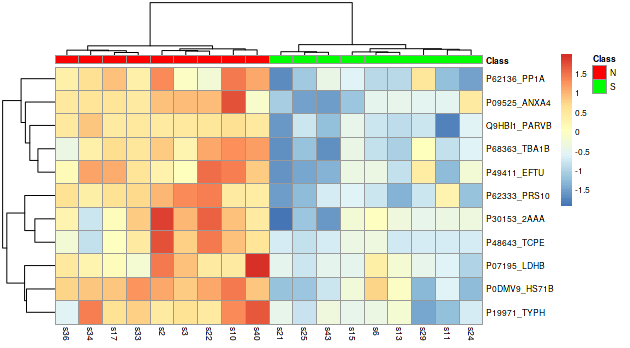 Class
P62136_PP1A
P09525_ANXA4
Q9HBI1_PARVB
P68363_TBA1B
P49411_EFTU
P62333_PRS10
P30153_2AAA
P48643_TCPE
P07195_LDHB
P0DMV9_HS71B
P19971_TYPH
s36 s34 s17 s33 s2 s3 s22 s10 s40 s21 s25 s43 s15 s6 s13 s29 s11 s24
1.5
1
0.5
0
-0.5
-1
-1.5
Class
N
S